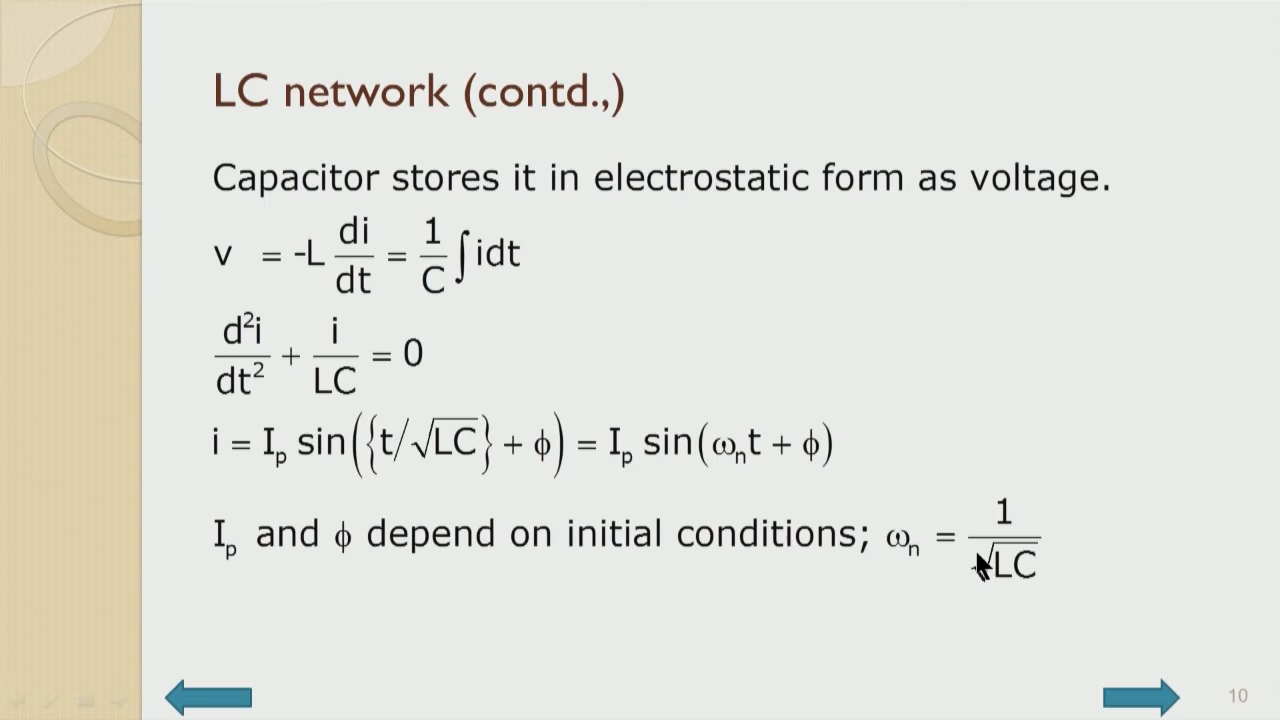 LC network (contd.,)
Capacitor stores it in electrostatic form as voltage.
v = -L di/dt = 1/C ∫idt
d²i/dt² + i/LC = 0
i = Iₚ sin({t/√LC} + ϕ) = Iₚ sin(ωₙt + ϕ)
Iₚ and ϕ depend on initial conditions; ωₙ = 1/√LC
10